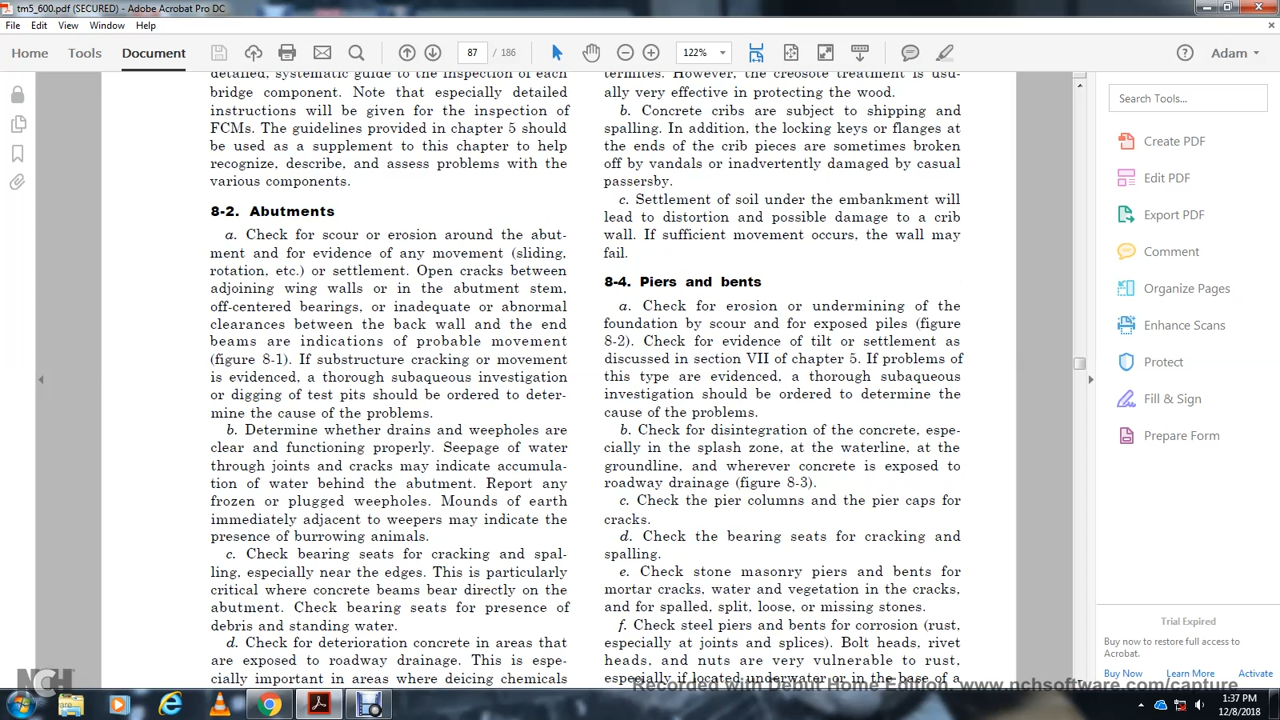 tm5_600.pdf (SECURED) - Adobe Acrobat Pro DC
File Edit View Window Help
Home Tools Document 87 / 186 122% Adam
detailed, systematic guide to the inspection of each
bridge component. Note that especially detailed
instructions will be given for the inspection of
FCMs. The guidelines provided in chapter 5 should
be used as a supplement to this chapter to help
recognize, describe, and assess problems with the
various components.
8-2. Abutments
a. Check for scour or erosion around the abut-
ment and for evidence of any movement (sliding,
rotation, etc.) or settlement. Open cracks between
adjoining wing walls or in the abutment stem,
off-centered bearings, or inadequate or abnormal
clearances between the back wall and the end
beams are indications of probable movement
(figure 8-1). If substructure cracking or movement
is evidenced, a thorough subaqueous investigation
or digging of test pits should be ordered to deter-
mine the cause of the problems.
b. Determine whether drains and weepholes are
clear and functioning properly. Seepage of water
through joints and cracks may indicate accumula-
tion of water behind the abutment. Report any
frozen or plugged weepholes. Mounds of earth
immediately adjacent to weepers may indicate the
presence of burrowing animals.
c. Check bearing seats for cracking and spal-
ling, especially near the edges. This is particularly
critical where concrete beams bear directly on the
abutment. Check bearing seats for presence of
debris and standing water.
d. Check for deterioration concrete in areas that
are exposed to roadway drainage. This is espe-
cially important in areas where deicing chemicals
termites. However, the creosote treatment is usu-
ally very effective in protecting the wood.
b. Concrete cribs are subject to shipping and
spalling. In addition, the locking keys or flanges at
the ends of the crib pieces are sometimes broken
off by vandals or inadvertently damaged by casual
passersby.
c. Settlement of soil under the embankment will
lead to distortion and possible damage to a crib
wall. If sufficient movement occurs, the wall may
fail.
8-4. Piers and bents
a. Check for erosion or undermining of the
foundation by scour and for exposed piles (figure
8-2). Check for evidence of tilt or settlement as
discussed in section VII of chapter 5. If problems of
this type are evidenced, a thorough subaqueous
investigation should be ordered to determine the
cause of the problems.
b. Check for disintegration of the concrete, espe-
cially in the splash zone, at the waterline, at the
groundline, and wherever concrete is exposed to
roadway drainage (figure 8-3).
c. Check the pier columns and the pier caps for
cracks.
d. Check the bearing seats for cracking and
spalling.
e. Check stone masonry piers and bents for
mortar cracks, water and vegetation in the cracks,
and for spalled, split, loose, or missing stones.
f. Check steel piers and bents for corrosion (rust,
especially at joints and splices). Bolt heads, rivet
heads, and nuts are very vulnerable to rust,
especially if located underwater or in the base of a
Search Tools...
Create PDF
Edit PDF
Export PDF
Comment
Organize Pages
Enhance Scans
Protect
Fill & Sign
Prepare Form
Trial Expired
Buy now to restore full access to
Acrobat.
Buy Now Learn More Activate
NCH
Recorded with Debut Home Edition. www.nchsoftware.com/capture
1:37 PM
12/8/2018